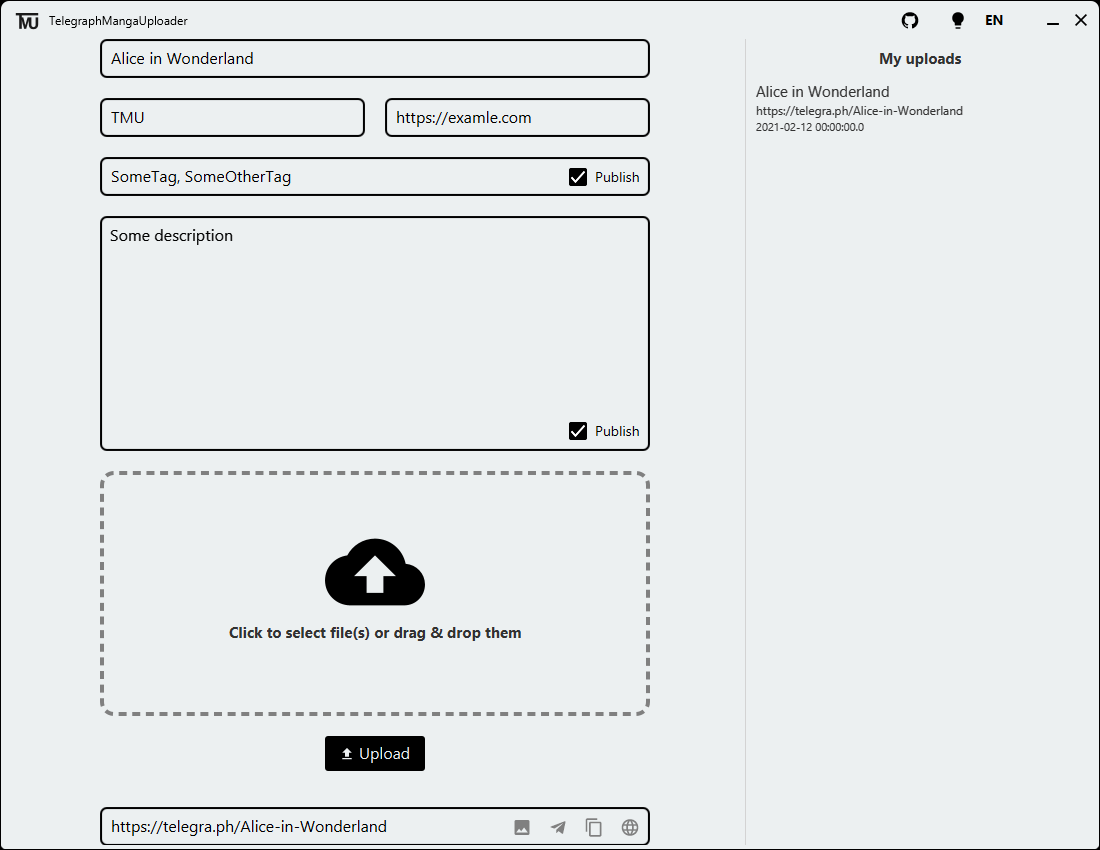 TMU TelegraphMangaUploader
EN
Alice in Wonderland
TMU
https://examle.com
SomeTag, SomeOtherTag
Publish
Some description
Publish
Click to select file(s) or drag & drop them
Upload
https://telegra.ph/Alice-in-Wonderland
My uploads
Alice in Wonderland
https://telegra.ph/Alice-in-Wonderland
2021-02-12 00:00:00.0